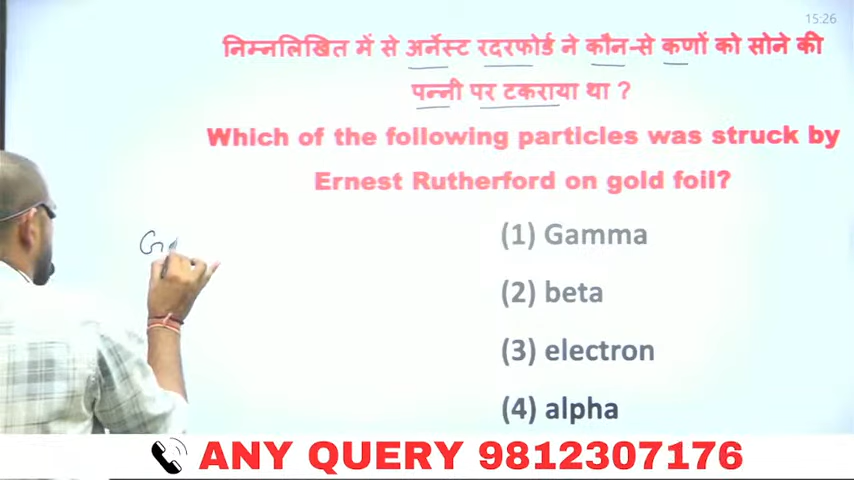 15:26
निम्नलिखित में से अर्नेस्ट रदरफोर्ड ने कौन-से कणों को सोने की
पन्नी पर टकराया था ?
Which of the following particles was struck by
Ernest Rutherford on gold foil?
(1) Gamma
(2) beta
(3) electron
(4) alpha
ANY QUERY 9812307176